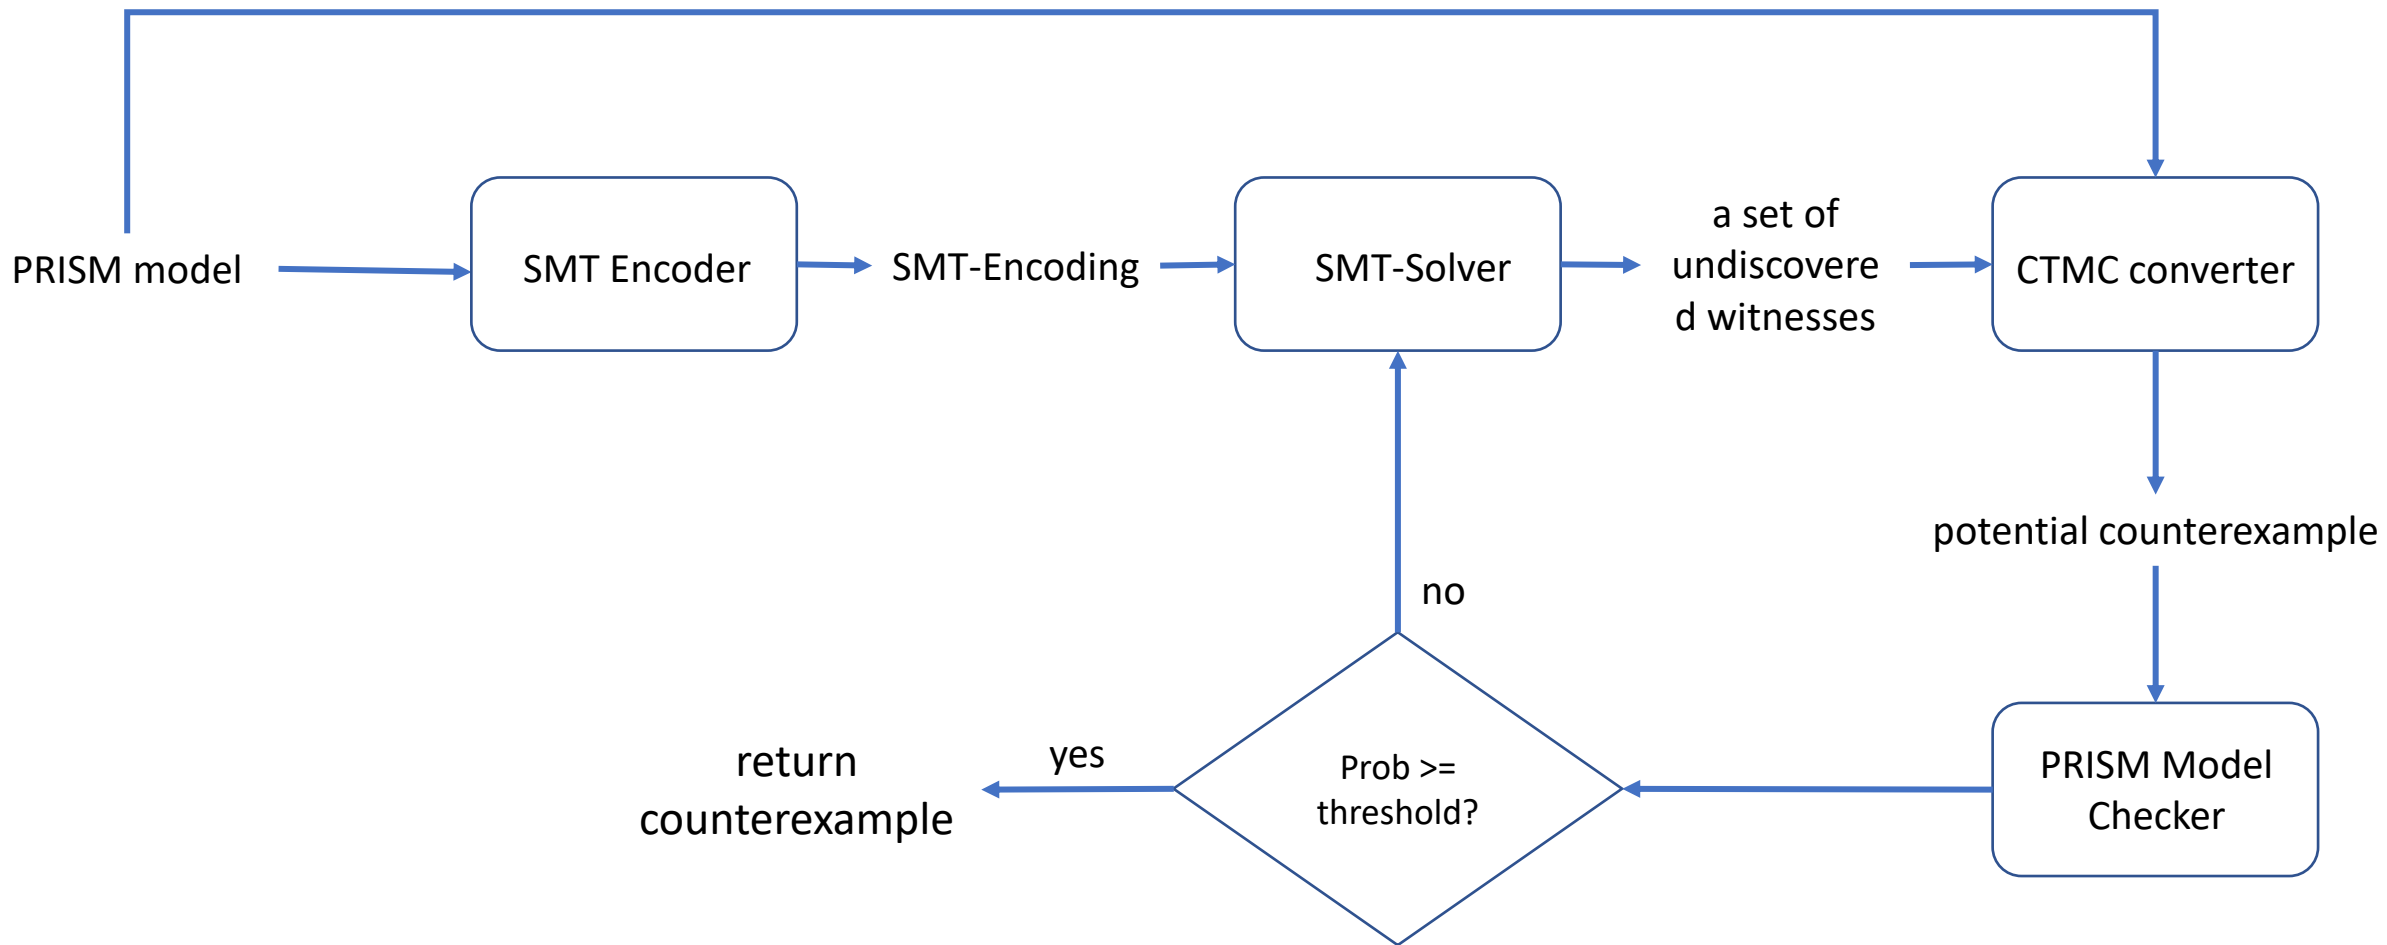 PRISM model
SMT Encoder
SMT-Encoding
SMT-Solver
a set of
undiscovere
d witnesses
CTMC converter
potential counterexample
no
yes
return
counterexample
Prob >=
threshold?
PRISM Model
Checker